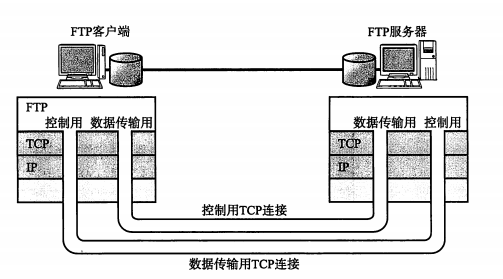 FTP客户端
FTP服务器
FTP
控制用 数据传输用
数据传输用 控制用
TCP
TCP
IP
IP
控制用TCP连接
数据传输用TCP连接